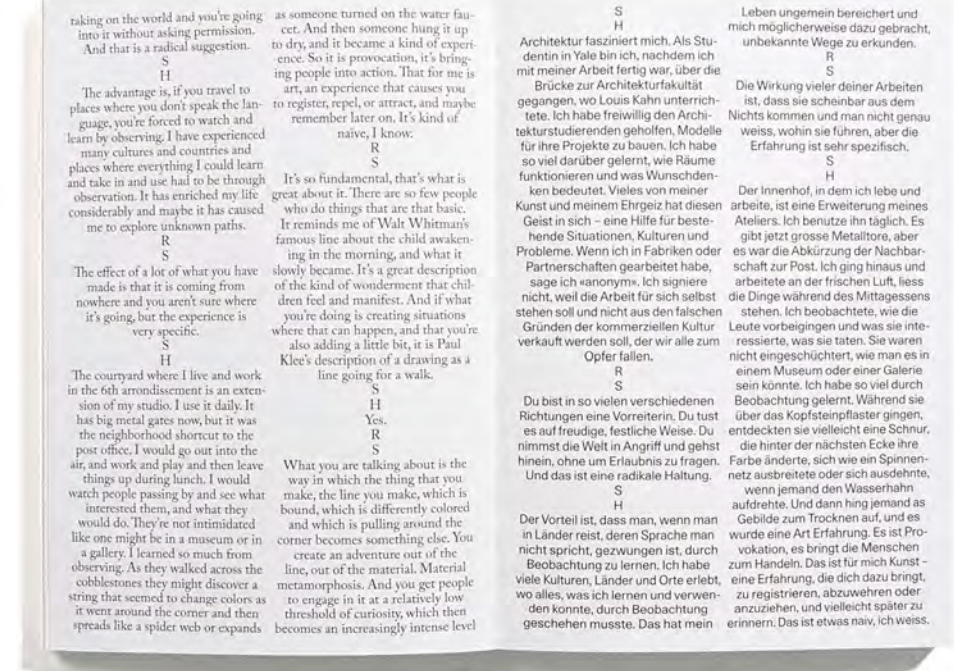 taking on the world and you're going
into it without asking permission.
And that is a radical suggestion.
S
H
The advantage is, if you travel to
places where you don't speak the lan-
guage, you're forced to watch and
learn by observing. I have experienced
many cultures and countries and
places where everything I could learn
and take in and use had to be through
observation. It has enriched my life
considerably and maybe it has caused
me to explore unknown paths.
R
S
The effect of a lot of what you have
made is that it is coming from
nowhere and you aren't sure where
it's going, but the experience is
very specific.
S
H
The courtyard where I live and work
in the 6th arrondissement is an exten-
sion of my studio. I use it daily. It
has big metal gates now, but it was
the neighborhood shortcut to the
post office. I would go out into the
air, and work and play and then leave
things up during lunch. I would
watch people passing by and see what
interested them, and what they
would do. They're not intimidated
like one might be in a museum or in
a gallery. I learned so much from
observing. As they walked across the
cobblestones they might discover a
string that seemed to change colors as
it went around the corner and then
spreads like a spider web or expands
as someone turned on the water fau-
cet. And then someone hung it up
to dry, and it became a kind of experi-
ence. So it is provocation, it's bring-
ing people into action. That for me is
art, an experience that causes you
to register, repel, or attract, and maybe
remember later on. It's kind of
naive, I know.
R
S
It's so fundamental, that's what is
great about it. There are so few people
who do things that are that basic.
It reminds me of Walt Whitman's
famous line about the child awaken-
ing in the morning, and what it
slowly became. It's a great description
of the kind of wonderment that chil-
dren feel and manifest. And if what
you're doing is creating situations
where that can happen, and that you're
also adding a little bit, it is Paul
Klee's description of a drawing as a
line going for a walk.
S
H
Yes.
R
S
What you are talking about is the
way in which the thing that you
make, the line you make, which is
bound, which is differently colored
and which is pulling around the
corner becomes something else. You
create an adventure out of the
line, out of the material. Material
metamorphosis. And you get people
to engage in it at a relatively low
threshold of curiosity, which then
becomes an increasingly intense level
S
H
Architektur fasziniert mich. Als Stu-
dentin in Yale bin ich, nachdem ich
mit meiner Arbeit fertig war, über die
Brücke zur Architekturfakultät
gegangen, wo Louis Kahn unterrich-
tete. Ich habe freiwillig den Archi-
tekturstudierenden geholfen, Modelle
für ihre Projekte zu bauen. Ich habe
so viel darüber gelernt, wie Räume
funktionieren und was Wunschden-
ken bedeutet. Vieles von meiner
Kunst und meinem Ehrgeiz hat diesen
Geist in sich – eine Hilfe für beste-
hende Situationen, Kulturen und
Probleme. Wenn ich in Fabriken oder
Partnerschaften gearbeitet habe,
sage ich «anonym». Ich signiere
nicht, weil die Arbeit für sich selbst
stehen soll und nicht aus den falschen
Gründen der kommerziellen Kultur
verkauft werden soll, der wir alle zum
Opfer fallen.
R
S
Du bist in so vielen verschiedenen
Richtungen eine Vorreiterin. Du tust
es auf freudige, festliche Weise. Du
nimmst die Welt in Angriff und gehst
hinein, ohne um Erlaubnis zu fragen.
Und das ist eine radikale Haltung.
S
H
Der Vorteil ist, dass man, wenn man
in Länder reist, deren Sprache man
nicht spricht, gezwungen ist, durch
Beobachtung zu lernen. Ich habe
viele Kulturen, Länder und Orte erlebt,
wo alles, was ich lernen und verwen-
den konnte, durch Beobachtung
geschehen musste. Das hat mein
Leben ungemein bereichert und
mich möglicherweise dazu gebracht,
unbekannte Wege zu erkunden.
R
S
Die Wirkung vieler deiner Arbeiten
ist, dass sie scheinbar aus dem
Nichts kommen und man nicht genau
weiss, wohin sie führen, aber die
Erfahrung ist sehr spezifisch.
S
H
Der Innenhof, in dem ich lebe und
arbeite, ist eine Erweiterung meines
Ateliers. Ich benutze ihn täglich. Es
gibt jetzt grosse Metalltore, aber
es war die Abkürzung der Nachbar-
schaft zur Post. Ich ging hinaus und
arbeitete an der frischen Luft, liess
die Dinge während des Mittagessens
stehen. Ich beobachtete, wie die
Leute vorbeigingen und was sie inte-
ressierte, was sie taten. Sie waren
nicht eingeschüchtert, wie man es in
einem Museum oder einer Galerie
sein könnte. Ich habe so viel durch
Beobachtung gelernt. Während sie
über das Kopfsteinpflaster gingen,
entdeckten sie vielleicht eine Schnur,
die hinter der nächsten Ecke ihre
Farbe änderte, sich wie ein Spinnen-
netz ausbreitete oder sich ausdehnte,
wenn jemand den Wasserhahn
aufdrehte. Und dann hing jemand as
Gebilde zum Trocknen auf, und es
wurde eine Art Erfahrung. Es ist Pro-
vokation, es bringt die Menschen
zum Handeln. Das ist für mich Kunst –
eine Erfahrung, die dich dazu bringt,
zu registrieren, abzuwehren oder
anzuziehen, und vielleicht später zu
erinnern. Das ist etwas naiv, ich weiss.